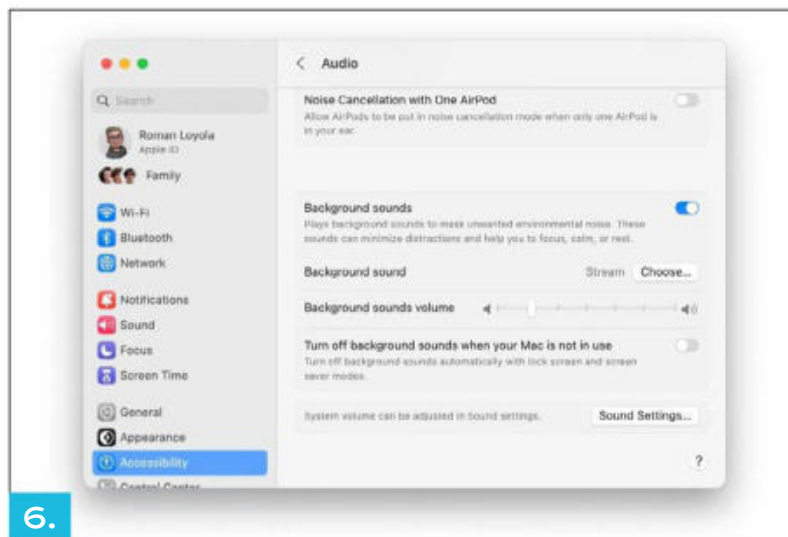 Audio
Search
Noise Cancellation with One AirPod
Allow AirPods to be put in noise cancellation mode when only one AirPod is
in your ear.
Roman Loyola
Apple ID
Family
Wi-Fi
Bluetooth
Network
Notifications
Sound
Focus
Screen Time
General
Appearance
Accessibility
Control Center
Background sounds
Plays background sounds to mask unwanted environmental noise. These
sounds can minimize distractions and help you to focus, calm, or rest.
Background sound
Stream Choose...
Background sounds volume
Turn off background sounds when your Mac is not in use
Turn off background sounds automatically with lock screen and screen
saver modes.
System volume can be adjusted in Sound settings.
Sound Settings...
?
6.